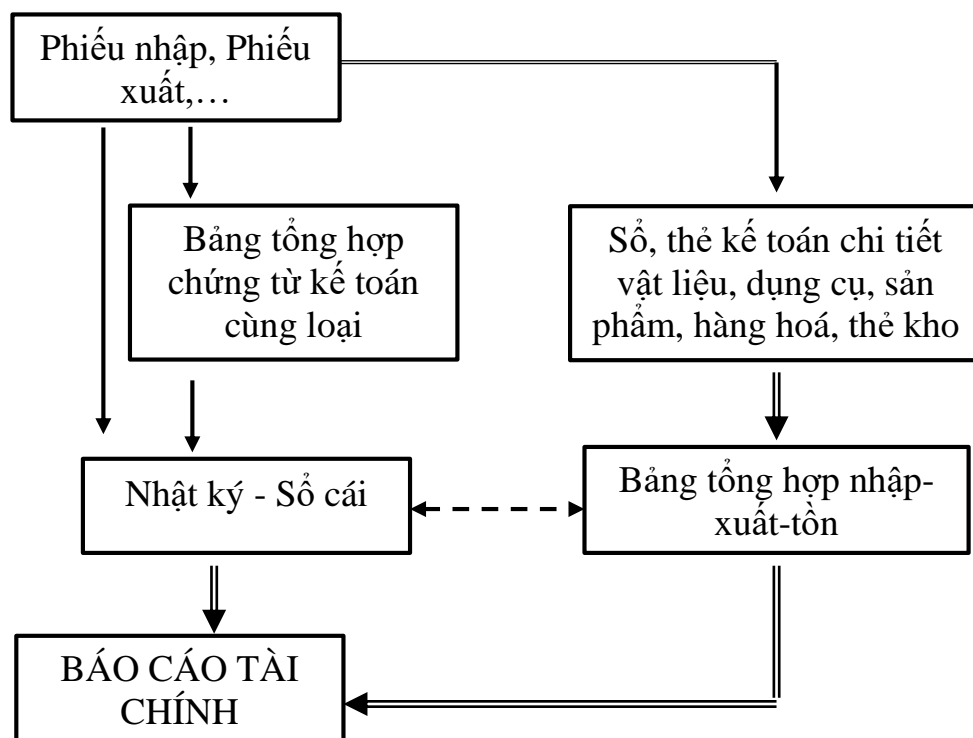 Phiếu nhập, Phiếu
xuất,…
Bảng tổng hợp
chứng từ kế toán
cùng loại
Sổ, thẻ kế toán chi tiết
vật liệu, dụng cụ, sản
phẩm, hàng hoá, thẻ kho
Nhật ký - Sổ cái
Bảng tổng hợp nhập-
xuất-tồn
BÁO CÁO TÀI
CHÍNH